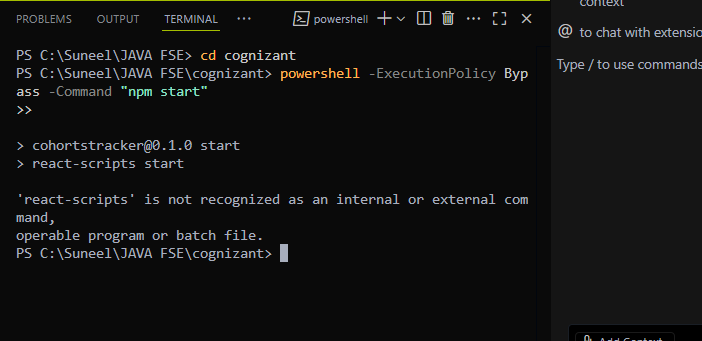 PROBLEMS OUTPUT TERMINAL ··· powershell
PS C:\Suneel\JAVA FSE> cd cognizant
PS C:\Suneel\JAVA FSE\cognizant> powershell -ExecutionPolicy Byp
ass -Command "npm start"
>>
> cohortstracker@0.1.0 start
> react-scripts start
'react-scripts' is not recognized as an internal or external com
mand,
operable program or batch file.
PS C:\Suneel\JAVA FSE\cognizant>
context
@ to chat with extensio
Type / to use commands
Add Context